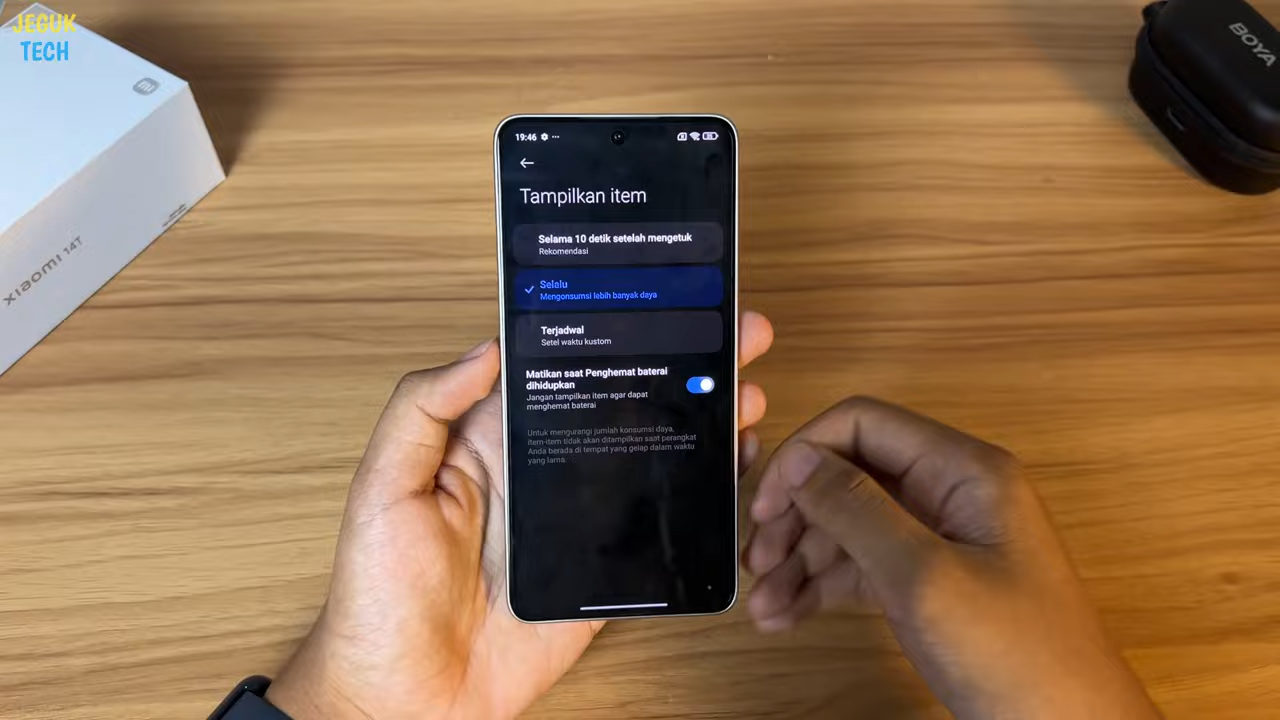 JEGUK
TECH
BOYA
xiaomi 14T
19:46
Tampilkan item
Selama 10 detik setelah mengetuk
Rekomendasi
Selalu
Mengonsumsi lebih banyak daya
Terjadwal
Setel waktu kustom
Matikan saat Penghemat baterai
dihidupkan
Jangan tampilkan item agar dapat
menghemat baterai
Untuk mengurangi jumlah konsumsi daya,
item-item tidak akan ditampilkan saat perangkat
Anda berada di tempat yang gelap dalam waktu
yang lama.